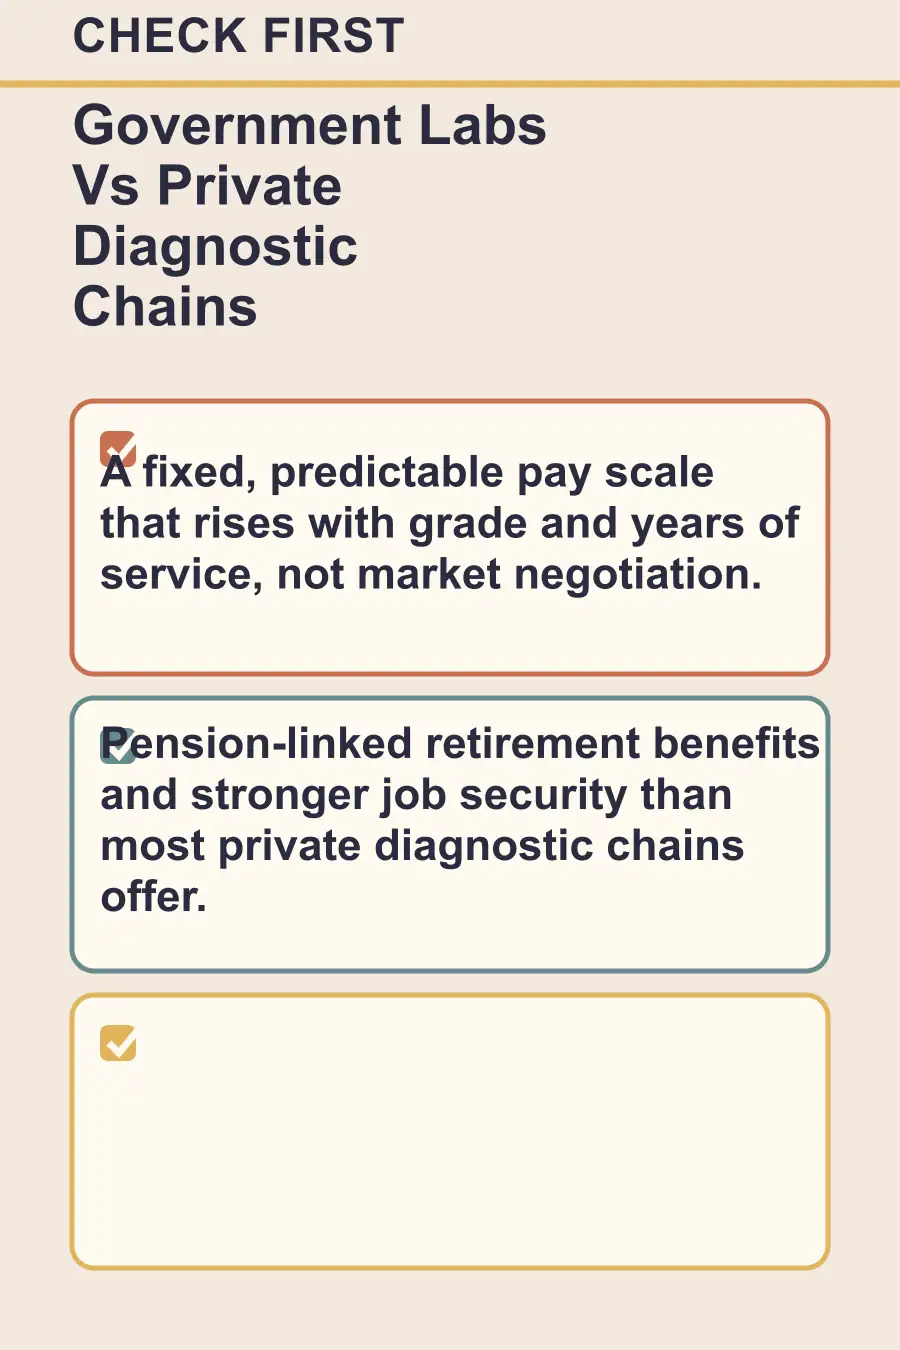 CHECK FIRST
Government Labs
Vs Private
Diagnostic
Chains
A fixed, predictable pay scale
that rises with grade and years of
service, not market negotiation.
Pension-linked retirement benefits
and stronger job security than
most private diagnostic chains
offer.